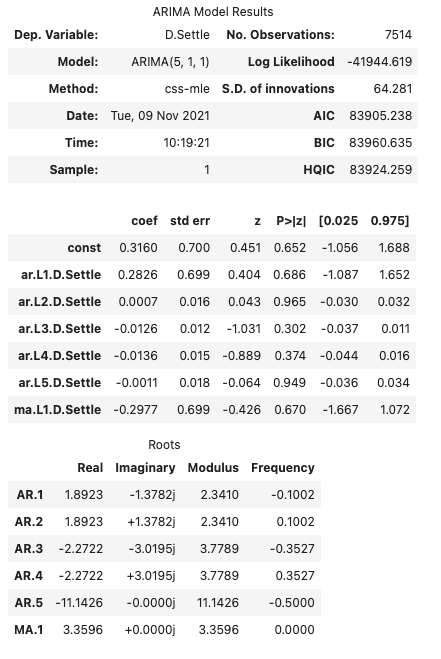 ARIMA Model Results
Dep. Variable: D.Settle No. Observations: 7514
Model: ARIMA(5, 1, 1) Log Likelihood -41944.619
Method: css-mle S.D. of innovations 64.281
Date: Tue, 09 Nov 2021 AIC 83905.238
Time: 10:19:21 BIC 83960.635
Sample: 1 HQIC 83924.259
coef std err z P>|z| [0.025 0.975]
const 0.3160 0.700 0.451 0.652 -1.056 1.688
ar.L1.D.Settle 0.2826 0.699 0.404 0.686 -1.087 1.652
ar.L2.D.Settle 0.0007 0.016 0.043 0.965 -0.030 0.032
ar.L3.D.Settle -0.0126 0.012 -1.031 0.302 -0.037 0.011
ar.L4.D.Settle -0.0136 0.015 -0.889 0.374 -0.044 0.016
ar.L5.D.Settle -0.0011 0.018 -0.064 0.949 -0.036 0.034
ma.L1.D.Settle -0.2977 0.699 -0.426 0.670 -1.667 1.072
Roots
Real Imaginary Modulus Frequency
AR.1 1.8923 -1.3782j 2.3410 -0.1002
AR.2 1.8923 +1.3782j 2.3410 0.1002
AR.3 -2.2722 -3.0195j 3.7789 -0.3527
AR.4 -2.2722 +3.0195j 3.7789 0.3527
AR.5 -11.1426 -0.0000j 11.1426 -0.5000
MA.1 3.3596 +0.0000j 3.3596 0.0000